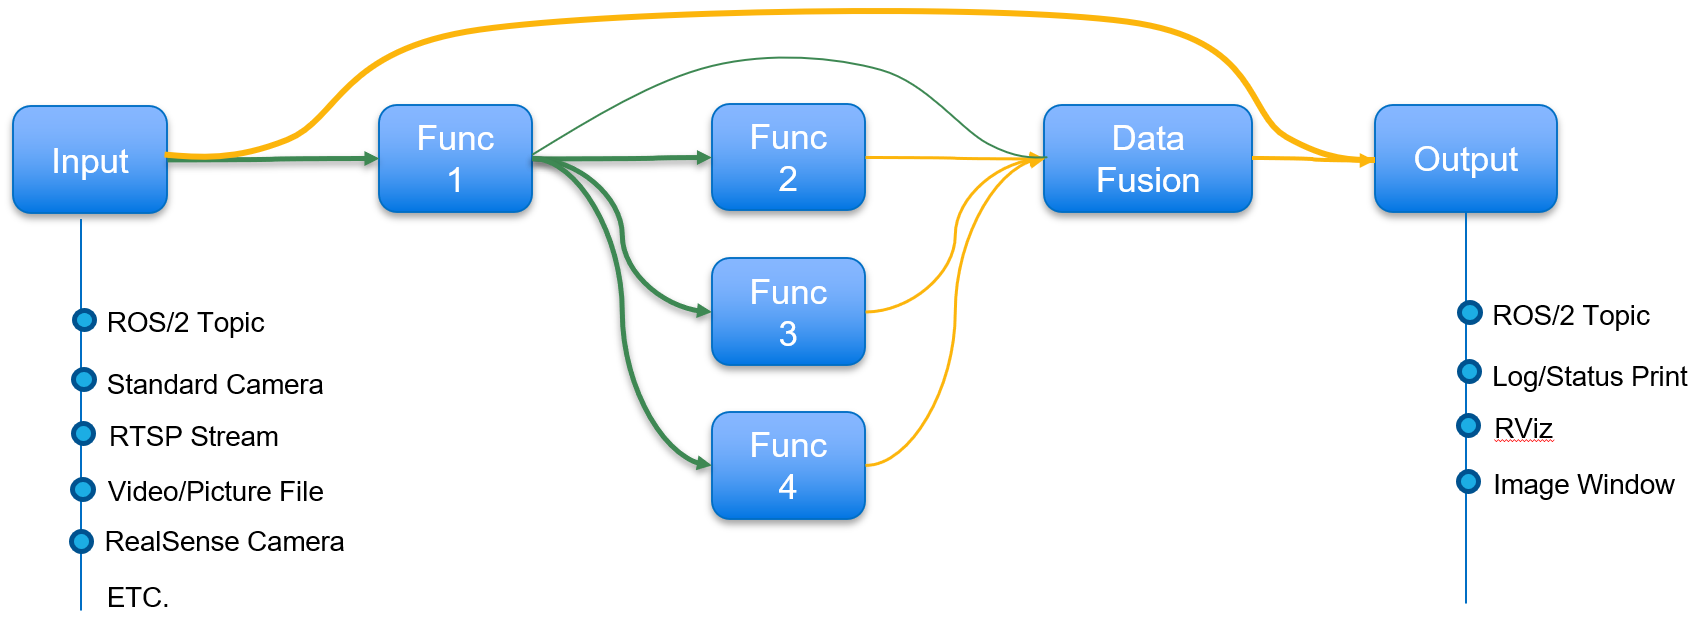 Input
Func
1
Func
2
Func
3
Func
4
Data
Fusion
Output
ROS/2 Topic
Standard Camera
RTSP Stream
Video/Picture File
RealSense Camera
ETC.
ROS/2 Topic
Log/Status Print
RViz
Image Window